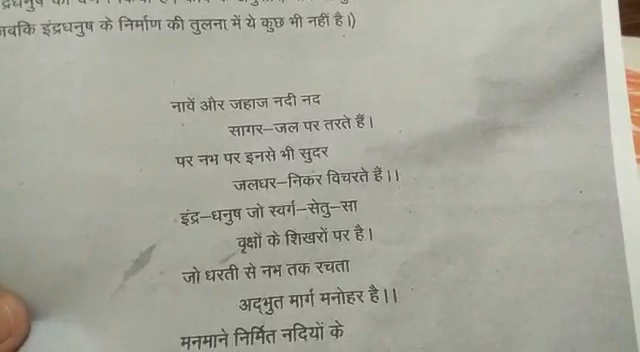 जबकि इंद्रधनुष के निर्माण की तुलना में ये कुछ भी नहीं है।)
नावें और जहाज नदी नद
सागर–जल पर तरते हैं।
पर नभ पर इनसे भी सुदर
जलधर–निकर विचरते हैं।।
इंद्र–धनुष जो स्वर्ग–सेतु–सा
वृक्षों के शिखरों पर है।
जो धरती से नभ तक रचता
अद्भुत मार्ग मनोहर है।।
मनमाने निर्मित नदियों के